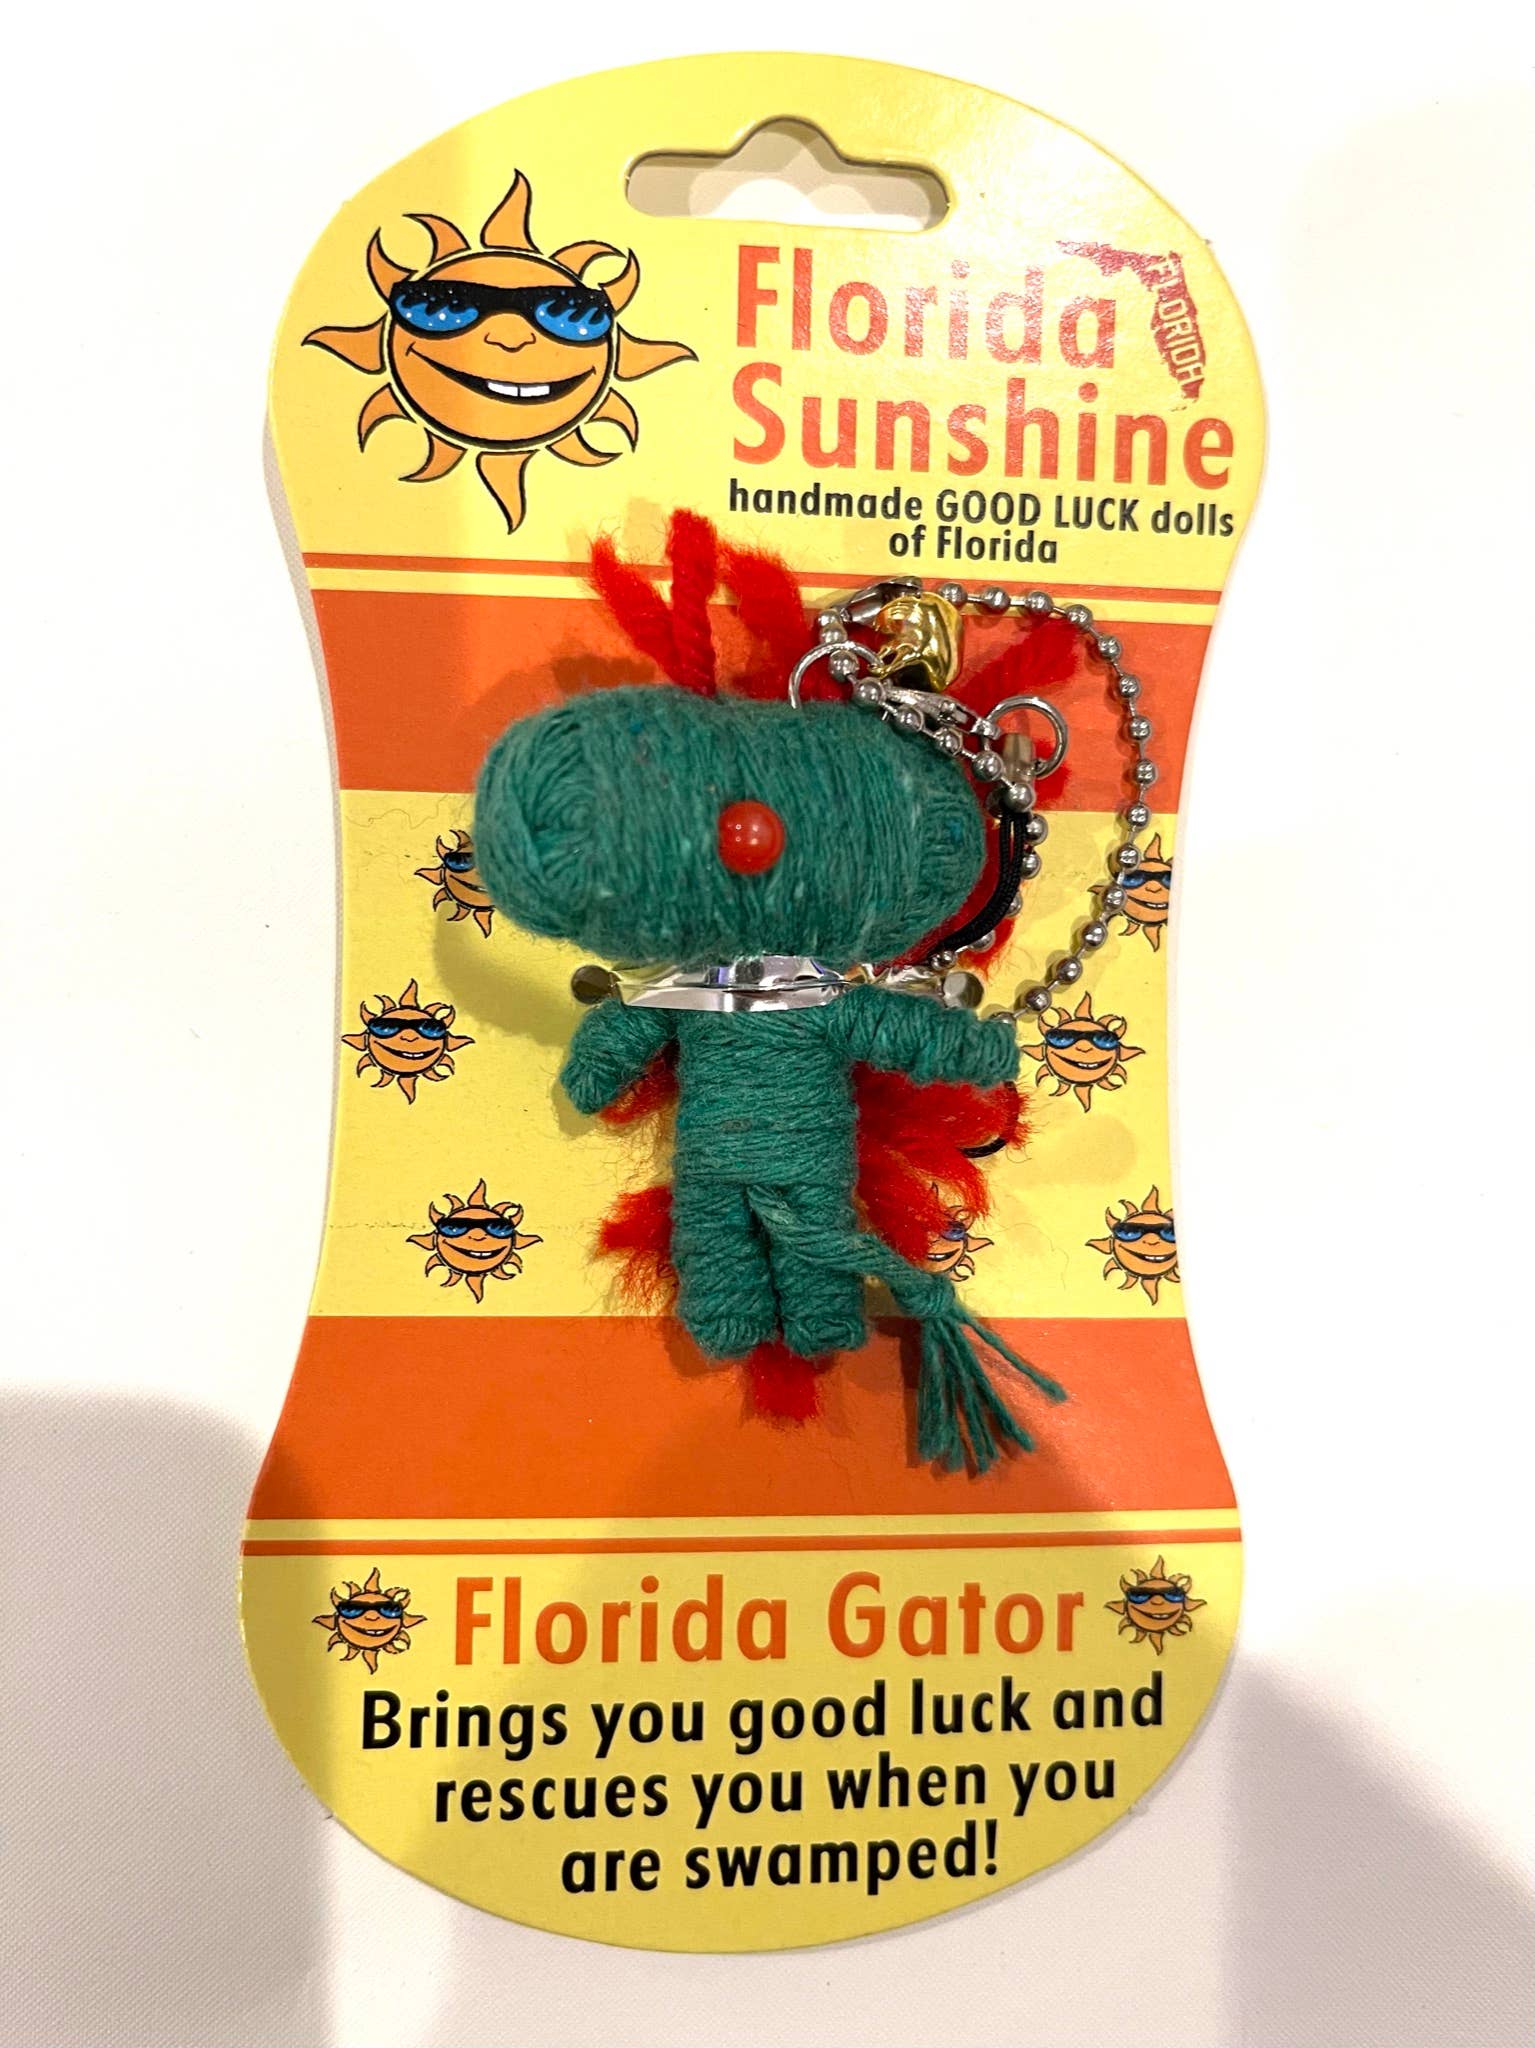 Florida
FLORIDA
Sunshine
handmade GOOD LUCK dolls
of Florida
Florida Gator
Brings you good luck and
rescues you when you
are swamped!